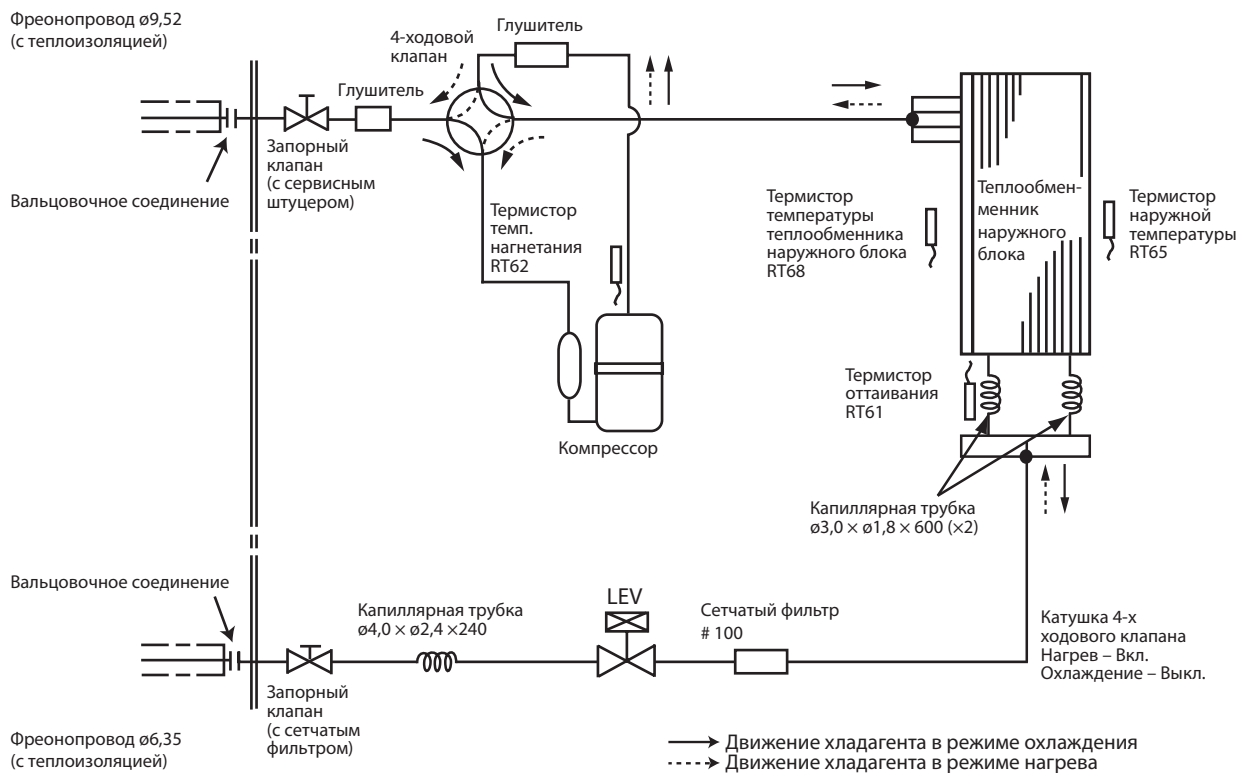 Фреонопровод ø9,52
(с теплоизоляцией)
4-ходовой
клапан
Глушитель
Глушитель
Запорный
клапан
(с сервисным
штуцером)
Вальцовочное соединение
Термистор
темп.
нагнетания
RT62
Термистор
температуры
теплообменника
наружного блока
RT68
Теплообмен-
менник
наружного
блока
Термистор
наружной
температуры
RT65
Термистор
оттаивания
RT61
Компрессор
Капиллярная трубка
ø3,0 × ø1,8 × 600 (×2)
Вальцовочное соединение
Капиллярная трубка
ø4,0 × ø2,4 ×240
LEV
Сетчатый фильтр
# 100
Катушка 4-х
ходового клапана
Нагрев – Вкл.
Охлаждение – Выкл.
Запорный
клапан
(с сетчатым
фильтром)
Фреонопровод ø6,35
(с теплоизоляцией)
Движение хладагента в режиме охлаждения
Движение хладагента в режиме нагрева